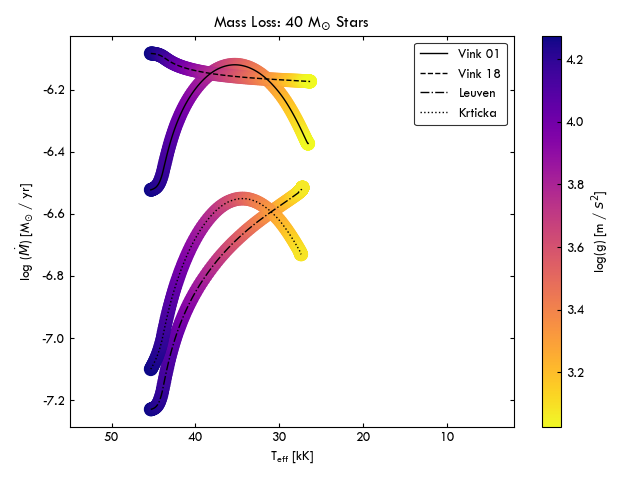 Mass Loss: 40 M⊙ Stars
Vink 01
Vink 18
Leuven
Krticka
-6.2
-6.4
-6.6
-6.8
-7.0
-7.2
log (Ṁ) [M⊙ / yr]
50
40
30
20
10
T_eff [kK]
4.2
4.0
3.8
3.6
3.4
3.2
log(g) [m / s²]